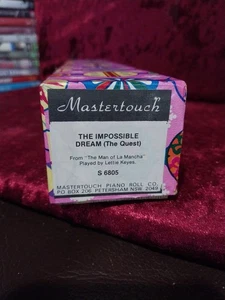 Mastertouch
THE IMPOSSIBLE
DREAM (The Quest)
From "The Man of La Mancha"
Played by Lettie Keyes.
S 6805
MASTERTOUCH PIANO ROLL CO.
PO BOX 206 PETERSHAM NSW 2049